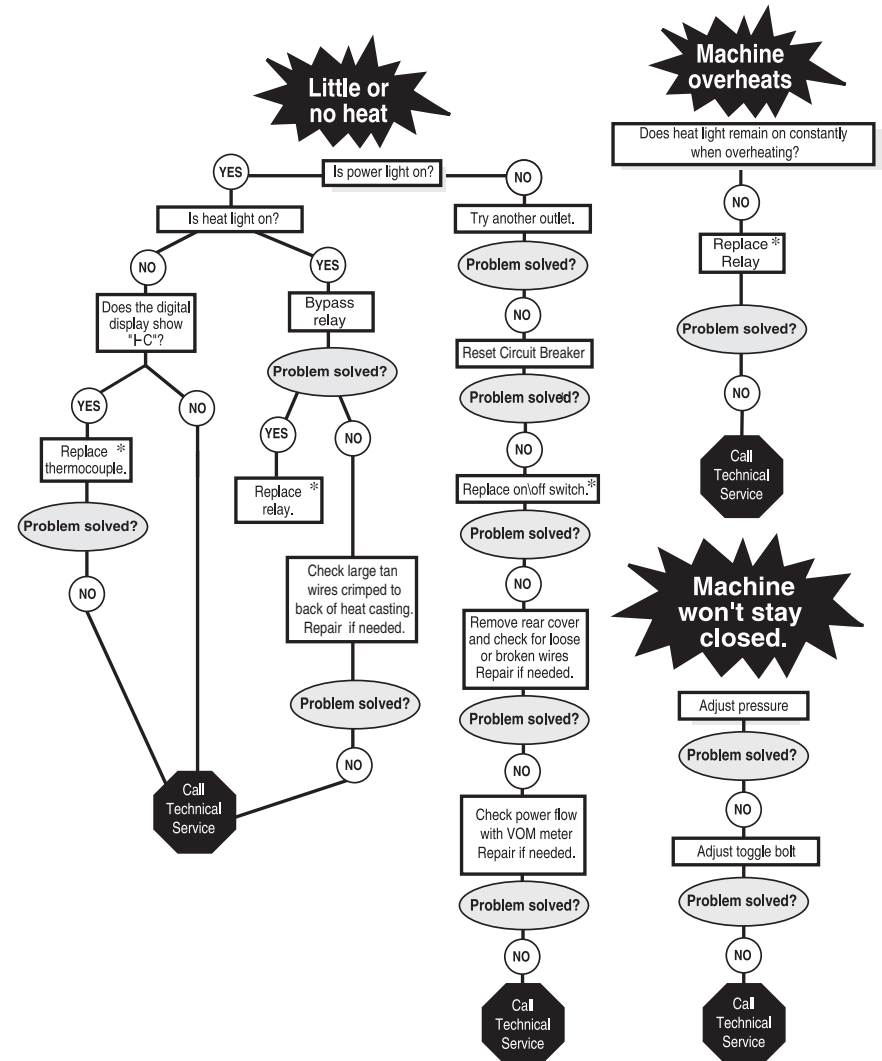 Little or
no heat
Is power light on?
YES
Is heat light on?
NO
Does the digital
display show
"⊢C"?
YES
Replace *
thermocouple.
Problem solved?
NO
NO
Call
Technical
Service
YES
Bypass
relay
Problem solved?
YES
Replace *
relay.
NO
Check large tan
wires crimped to
back of heat casting.
Repair if needed.
Problem solved?
NO
NO
Try another outlet.
Problem solved?
NO
Reset Circuit Breaker
Problem solved?
NO
Replace on\off switch.*
Problem solved?
NO
Remove rear cover
and check for loose
or broken wires
Repair if needed.
Problem solved?
NO
Check power flow
with VOM meter
Repair if needed.
Problem solved?
NO
Call
Technical
Service
Machine
overheats
Does heat light remain on constantly
when overheating?
NO
Replace *
Relay
Problem solved?
NO
Call
Technical
Service
Machine
won't stay
closed.
Adjust pressure
Problem solved?
NO
Adjust toggle bolt
Problem solved?
NO
Call
Technical
Service